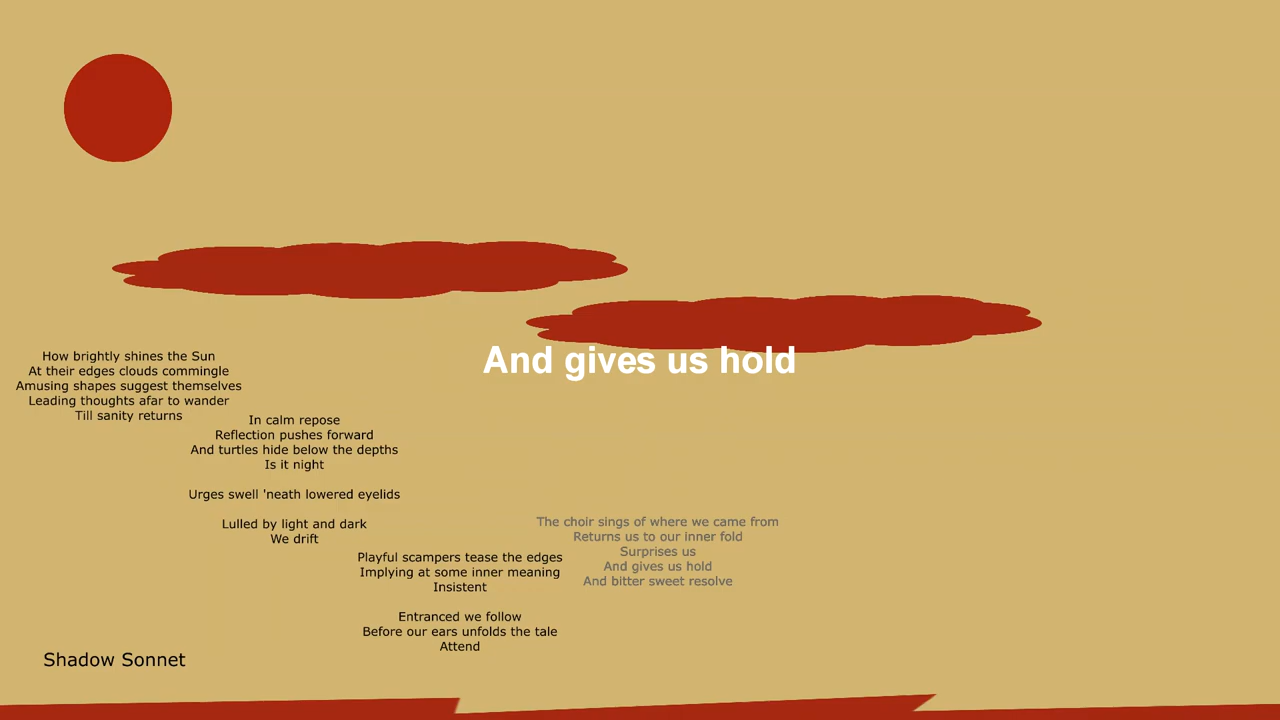 And gives us hold
How brightly shines the Sun
At their edges clouds commingle
Amusing shapes suggest themselves
Leading thoughts afar to wander
Till sanity returns
In calm repose
Reflection pushes forward
And turtles hide below the depths
Is it night
Urges swell 'neath lowered eyelids
Lulled by light and dark
We drift
Playful scampers tease the edges
Implying at some inner meaning
Insistent
Entranced we follow
Before our ears unfolds the tale
Attend
The choir sings of where we came from
Returns us to our inner fold
Surprises us
And gives us hold
And bitter sweet resolve
Shadow Sonnet